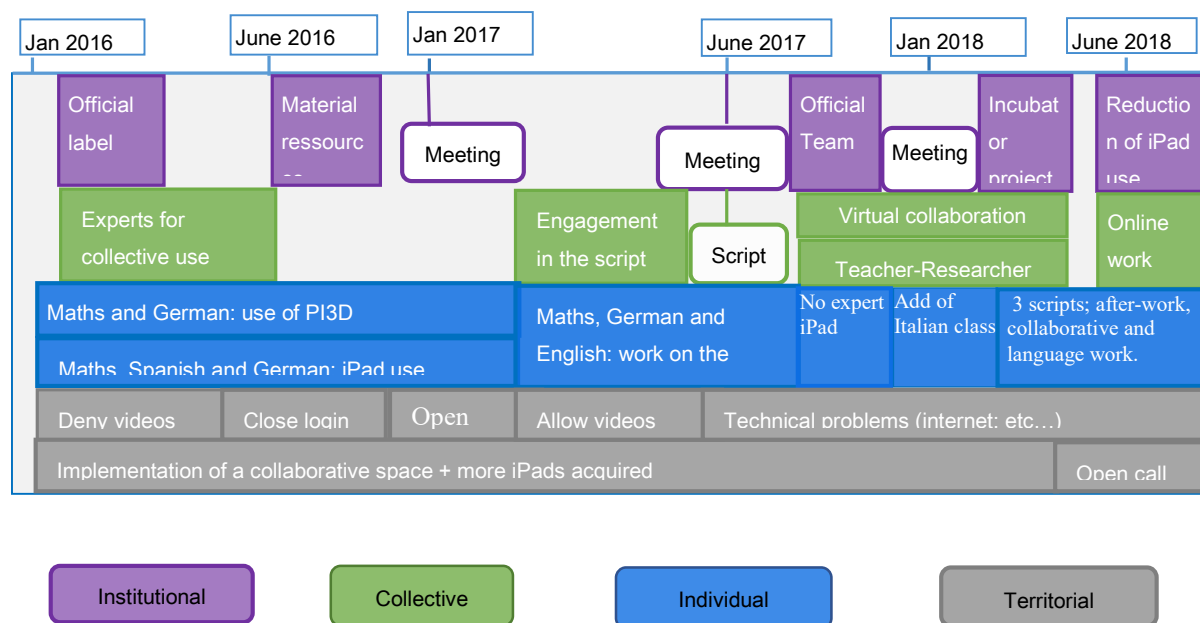 Jan 2016
June 2016
Jan 2017
June 2017
Jan 2018
June 2018
Official
label
Material
ressourc
Meeting
Meeting
Official
Team
Meeting
Incubat
or
project
Reductio
n of iPad
use
Experts for
collective use
Engagement
in the script
Script
Virtual collaboration
Teacher-Researcher
Online
work
Maths and German: use of PI3D
Maths, Spanish and German: iPad use
Maths, German and
English: work on the
No expert
iPad
Add of
Italian class
3 scripts; after-work,
collaborative and
language work.
Deny videos
Close login
Open
Allow videos
Technical problems (internet; etc…)
Implementation of a collaborative space + more iPads acquired
Open call
Institutional
Collective
Individual
Territorial